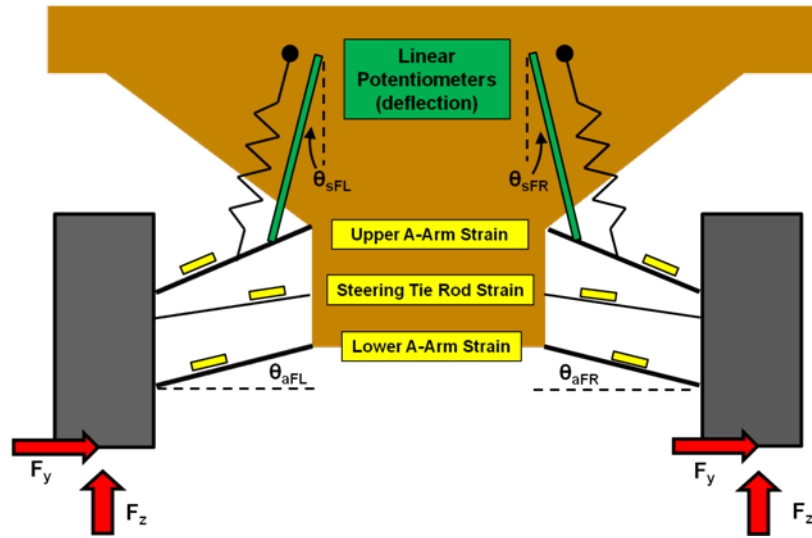 Linear
Potentiometers
(deflection)
θsFL
θsFR
Upper A-Arm Strain
Steering Tie Rod Strain
Lower A-Arm Strain
θaFL
θaFR
Fy
Fy
Fz
Fz